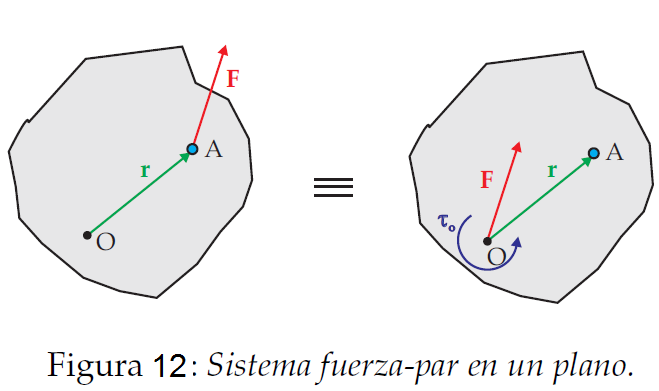 F
A
r
O
≡
F
A
r
τo
O
Figura 12: Sistema fuerza-par en un plano.